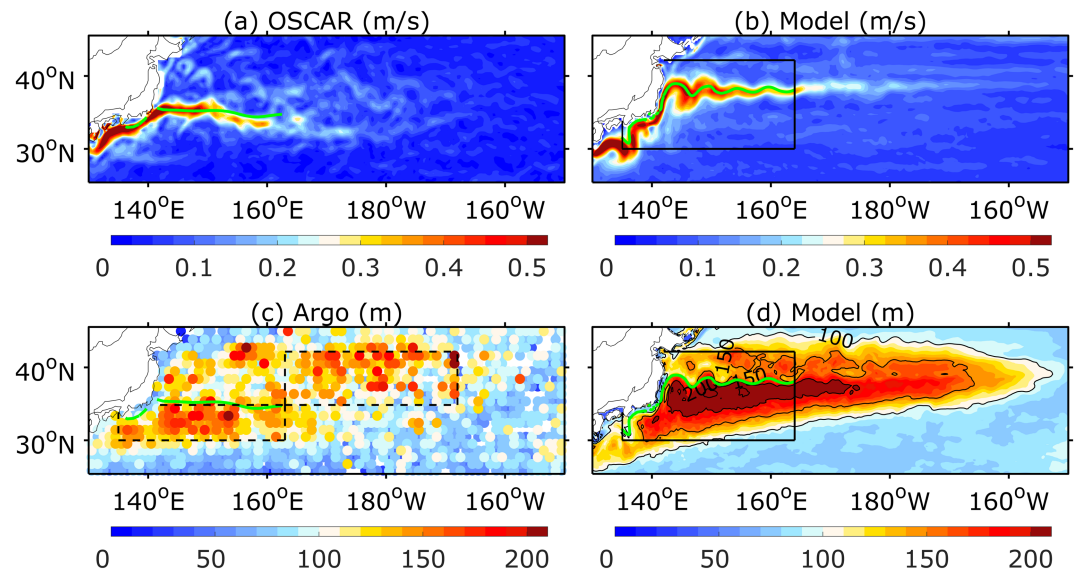 (a) OSCAR (m/s)
40°N
30°N
140°E 160°E 180°W 160°W
0 0.1 0.2 0.3 0.4 0.5
(b) Model (m/s)
40°N
30°N
140°E 160°E 180°W 160°W
0 0.1 0.2 0.3 0.4 0.5
(c) Argo (m)
40°N
30°N
140°E 160°E 180°W 160°W
0 50 100 150 200
(d) Model (m)
100
150
200
150
40°N
30°N
140°E 160°E 180°W 160°W
0 50 100 150 200